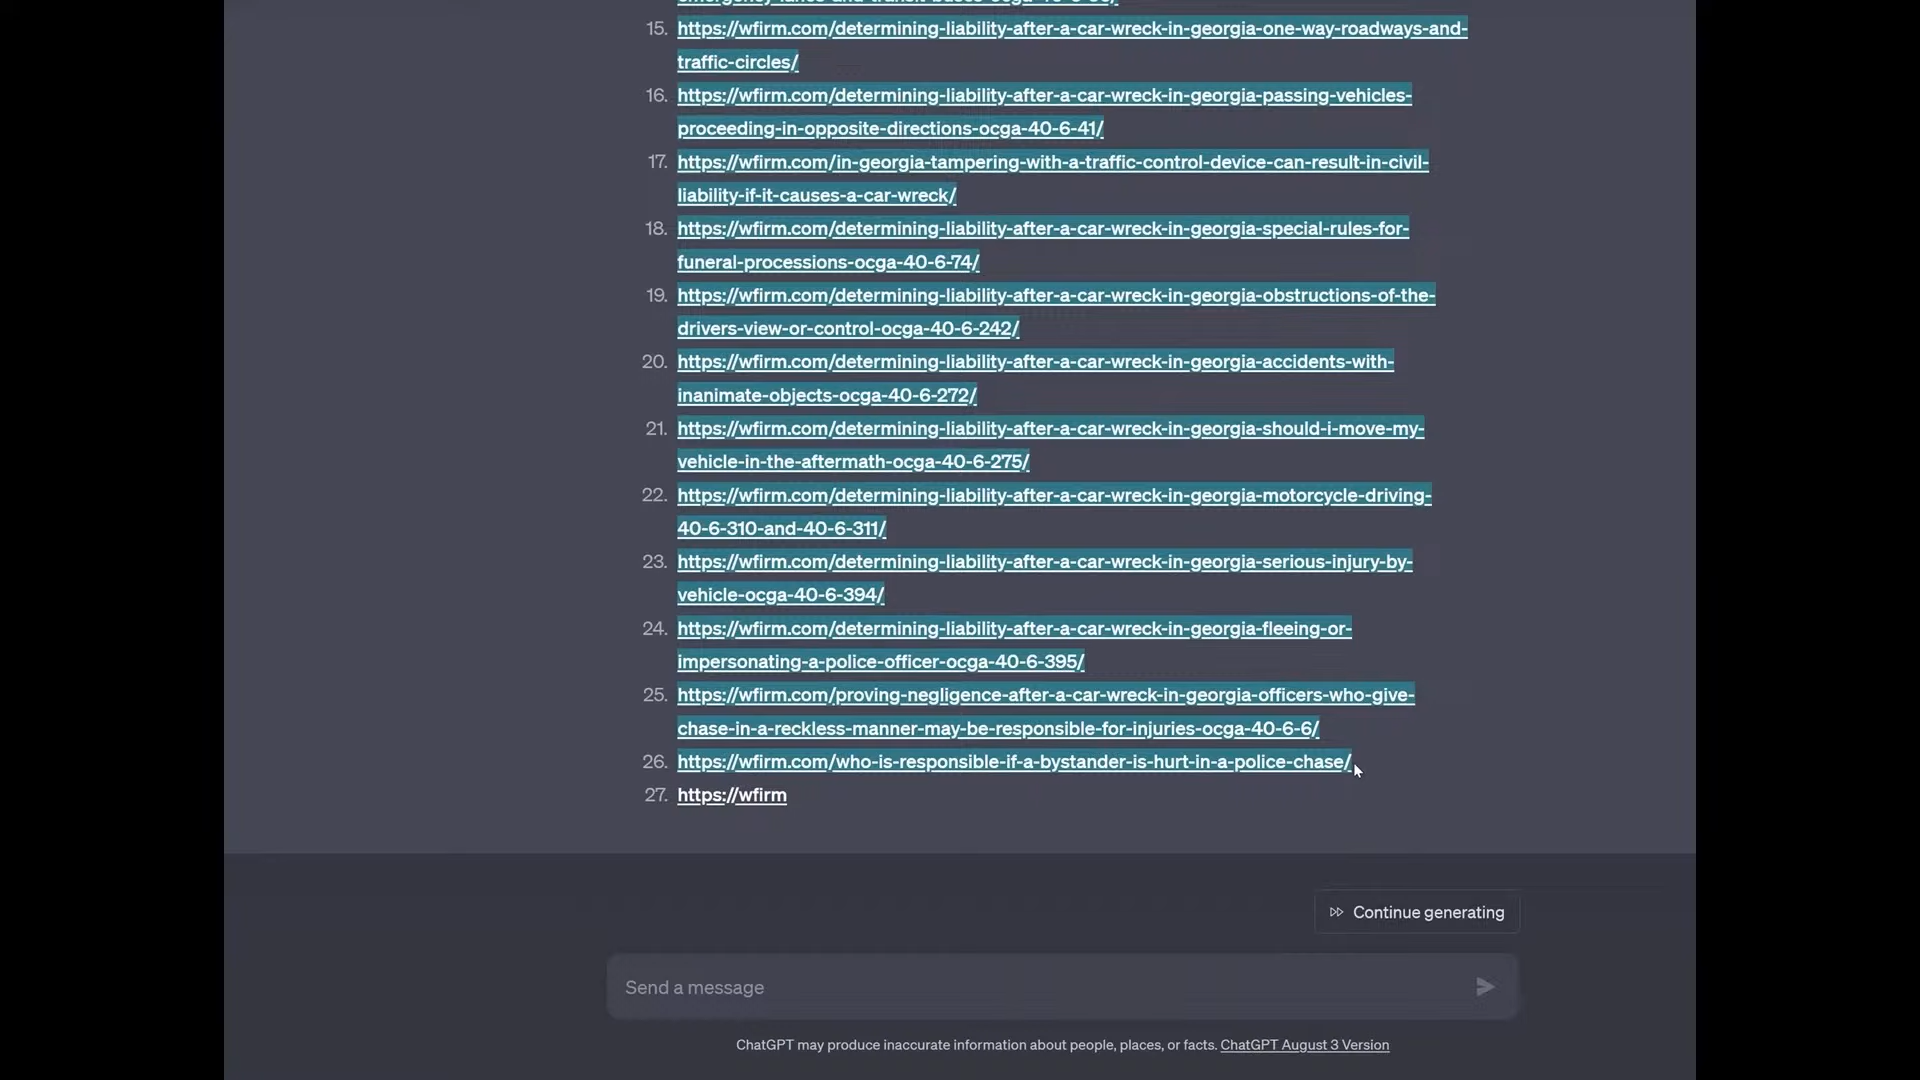 emergency-lanes-and-transit-buses-ocga-40-6-
15. https://wfirm.com/determining-liability-after-a-car-wreck-in-georgia-one-way-roadways-and-
traffic-circles/
16. https://wfirm.com/determining-liability-after-a-car-wreck-in-georgia-passing-vehicles-
proceeding-in-opposite-directions-ocga-40-6-41/
17. https://wfirm.com/in-georgia-tampering-with-a-traffic-control-device-can-result-in-civil-
liability-if-it-causes-a-car-wreck/
18. https://wfirm.com/determining-liability-after-a-car-wreck-in-georgia-special-rules-for-
funeral-processions-ocga-40-6-74/
19. https://wfirm.com/determining-liability-after-a-car-wreck-in-georgia-obstructions-of-the-
drivers-view-or-control-ocga-40-6-242/
20. https://wfirm.com/determining-liability-after-a-car-wreck-in-georgia-accidents-with-
inanimate-objects-ocga-40-6-272/
21. https://wfirm.com/determining-liability-after-a-car-wreck-in-georgia-should-i-move-my-
vehicle-in-the-aftermath-ocga-40-6-275/
22. https://wfirm.com/determining-liability-after-a-car-wreck-in-georgia-motorcycle-driving-
40-6-310-and-40-6-311/
23. https://wfirm.com/determining-liability-after-a-car-wreck-in-georgia-serious-injury-by-
vehicle-ocga-40-6-394/
24. https://wfirm.com/determining-liability-after-a-car-wreck-in-georgia-fleeing-or-
impersonating-a-police-officer-ocga-40-6-395/
25. https://wfirm.com/proving-negligence-after-a-car-wreck-in-georgia-officers-who-give-
chase-in-a-reckless-manner-may-be-responsible-for-injuries-ocga-40-6-6/
26. https://wfirm.com/who-is-responsible-if-a-bystander-is-hurt-in-a-police-chase/
27. https://wfirm
Continue generating
Send a message
ChatGPT may produce inaccurate information about people, places, or facts. ChatGPT August 3 Version